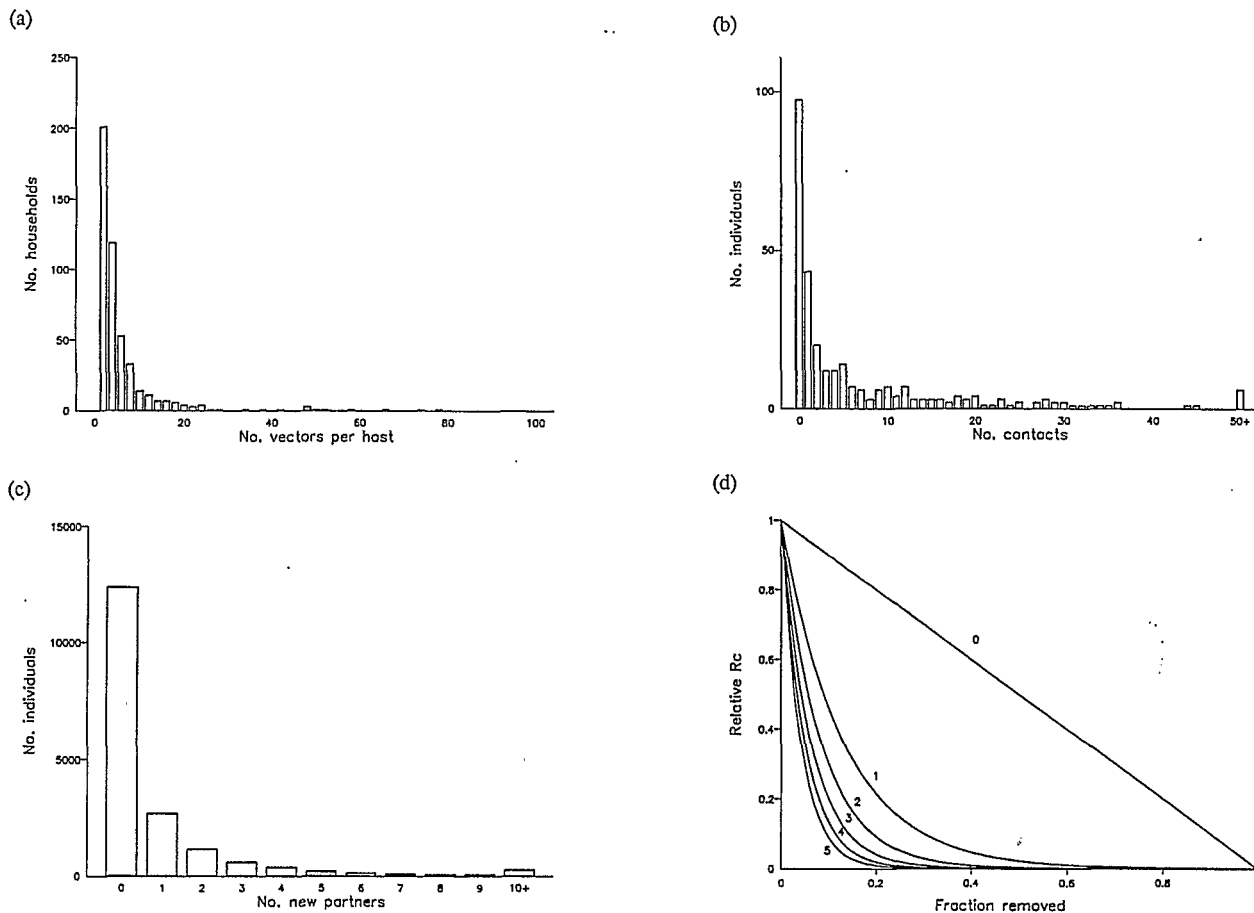 (a)
250
200
150
100
50
0
No. households
0 20 40 60 80 100
No. vectors per host
(b)
100
50
0
No. individuals
0 10 20 30 40 50+
No. contacts
(c)
15000
10000
5000
0
No. individuals
0 1 2 3 4 5 6 7 8 9 10+
No. new partners
(d)
1
0.8
0.6
0.4
0.2
0
Relative Rc
0
1
2
3
4
5
0 0.2 0.4 0.6 0.8
Fraction removed